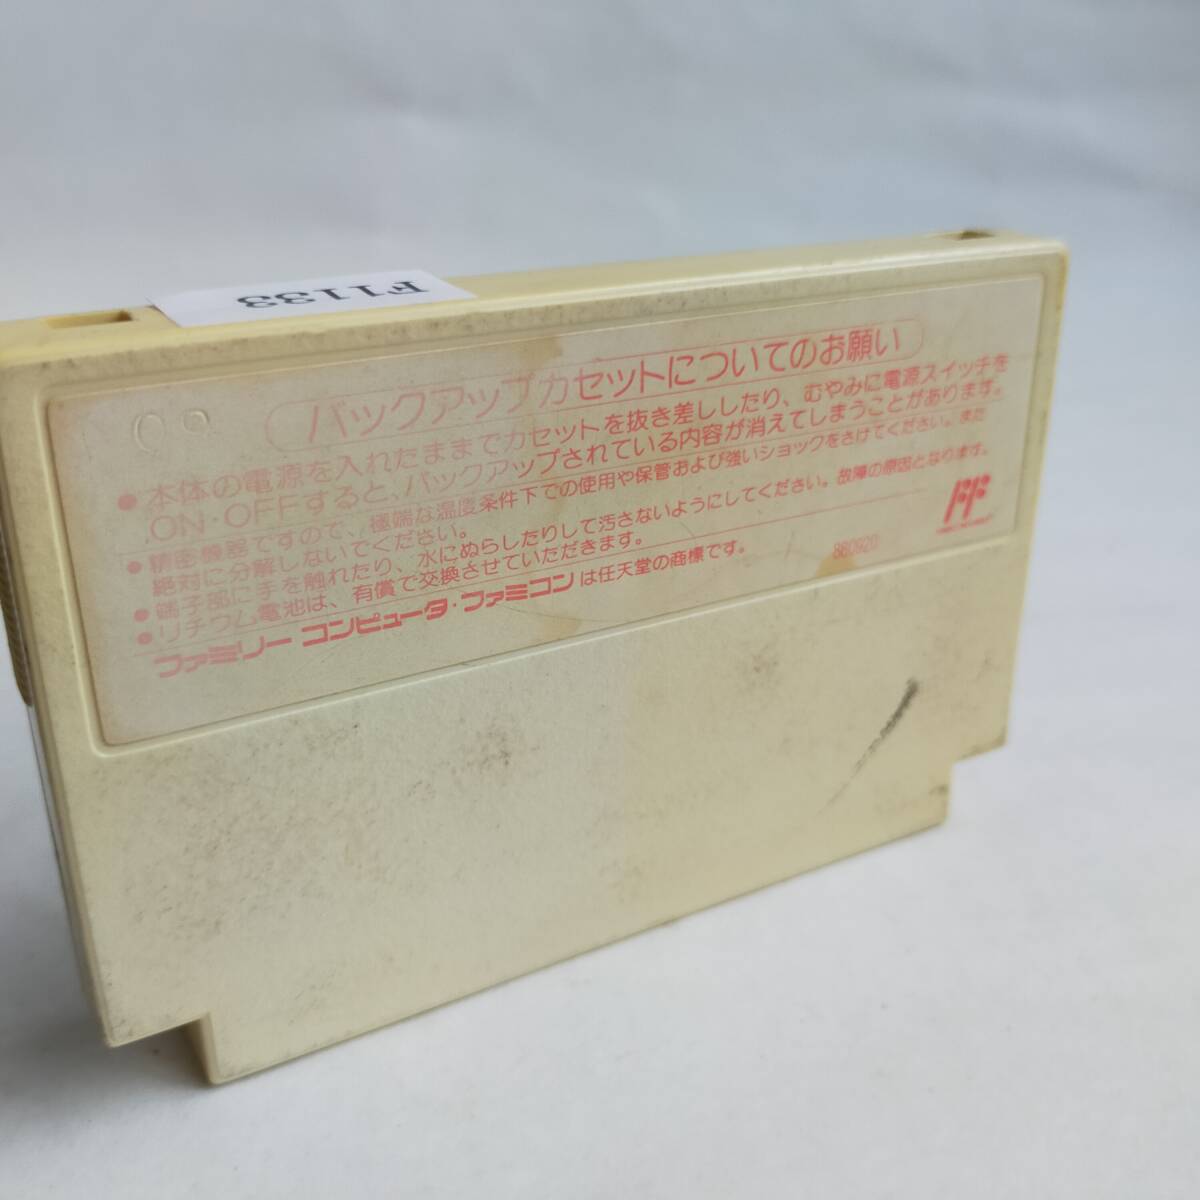 F1133
バックアップカセットについてのお願い
●本体の電源を入れたままでカセットを抜き差ししたり、むやみに電源スイッチを
ON・OFFすると、バックアップされている内容が消えてしまうことがあります。
●精密機器ですので、極端な温度条件下での使用や保管および強いショックをさけてください。また
絶対に分解しないでください。
●端子部に手を触れたり、水にぬらしたりして汚さないようにしてください。故障の原因となります。
●リチウム電池は、有償で交換させていただきます。
ファミリーコンピュータ・ファミコンは任天堂の商標です。
880920
FF